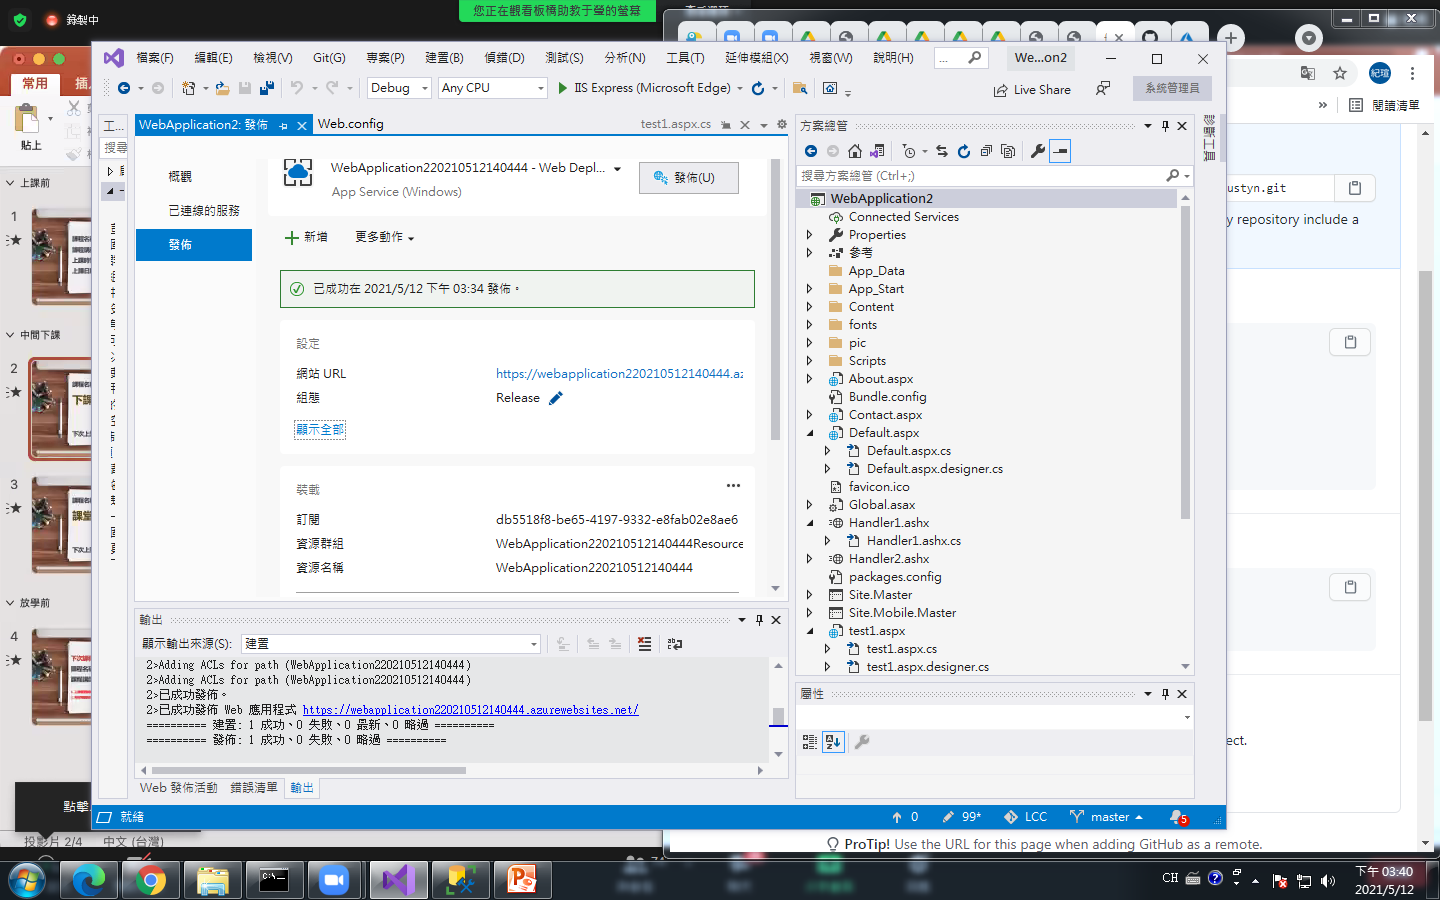 錄製中
您正在觀看板橋助教于螢的螢幕
檔案(F) 編輯(E) 檢視(V) Git(G) 專案(P) 建置(B) 偵錯(D) 測試(S) 分析(N) 工具(T) 延伸模組(X) 視窗(W) 說明(H) ... We...on2
Debug Any CPU IIS Express (Microsoft Edge) Live Share 系統管理員
常用
貼上
上課前
1
中間下課
2
3
放學前
4
投影片 2/4 中文 (台灣)
WebApplication2: 發佈 Web.config test1.aspx.cs
概觀
已連線的服務
發佈
WebApplication220210512140444 - Web Depl...
App Service (Windows)
發佈(U)
新增 更多動作
已成功在 2021/5/12 下午 03:34 發佈。
設定
網站 URL https://webapplication220210512140444.az
組態 Release
顯示全部
裝載
訂閱 db5518f8-be65-4197-9332-e8fab02e8ae6
資源群組 WebApplication220210512140444Resource
資源名稱 WebApplication220210512140444
輸出
顯示輸出來源(S): 建置
2>Adding ACLs for path (WebApplication220210512140444)
2>Adding ACLs for path (WebApplication220210512140444)
2>已成功發佈。
2>已成功發佈 Web 應用程式 https://webapplication220210512140444.azurewebsites.net/
========== 建置: 1 成功、0 失敗、0 最新、0 略過 ==========
========== 發佈: 1 成功、0 失敗、0 略過 ==========
Web 發佈活動 錯誤清單 輸出
方案總管
搜尋方案總管 (Ctrl+;)
WebApplication2
Connected Services
Properties
參考
App_Data
App_Start
Content
fonts
pic
Scripts
About.aspx
Bundle.config
Contact.aspx
Default.aspx
Default.aspx.cs
Default.aspx.designer.cs
favicon.ico
Global.asax
Handler1.ashx
Handler1.ashx.cs
Handler2.ashx
packages.config
Site.Master
Site.Mobile.Master
test1.aspx
test1.aspx.cs
test1.aspx.designer.cs
屬性
就緒 0 99* LCC master 5
紀瑄
閱讀清單
ustyn.git
y repository include a
ect.
ProTip! Use the URL for this page when adding GitHub as a remote.
CH
下午 03:40
2021/5/12